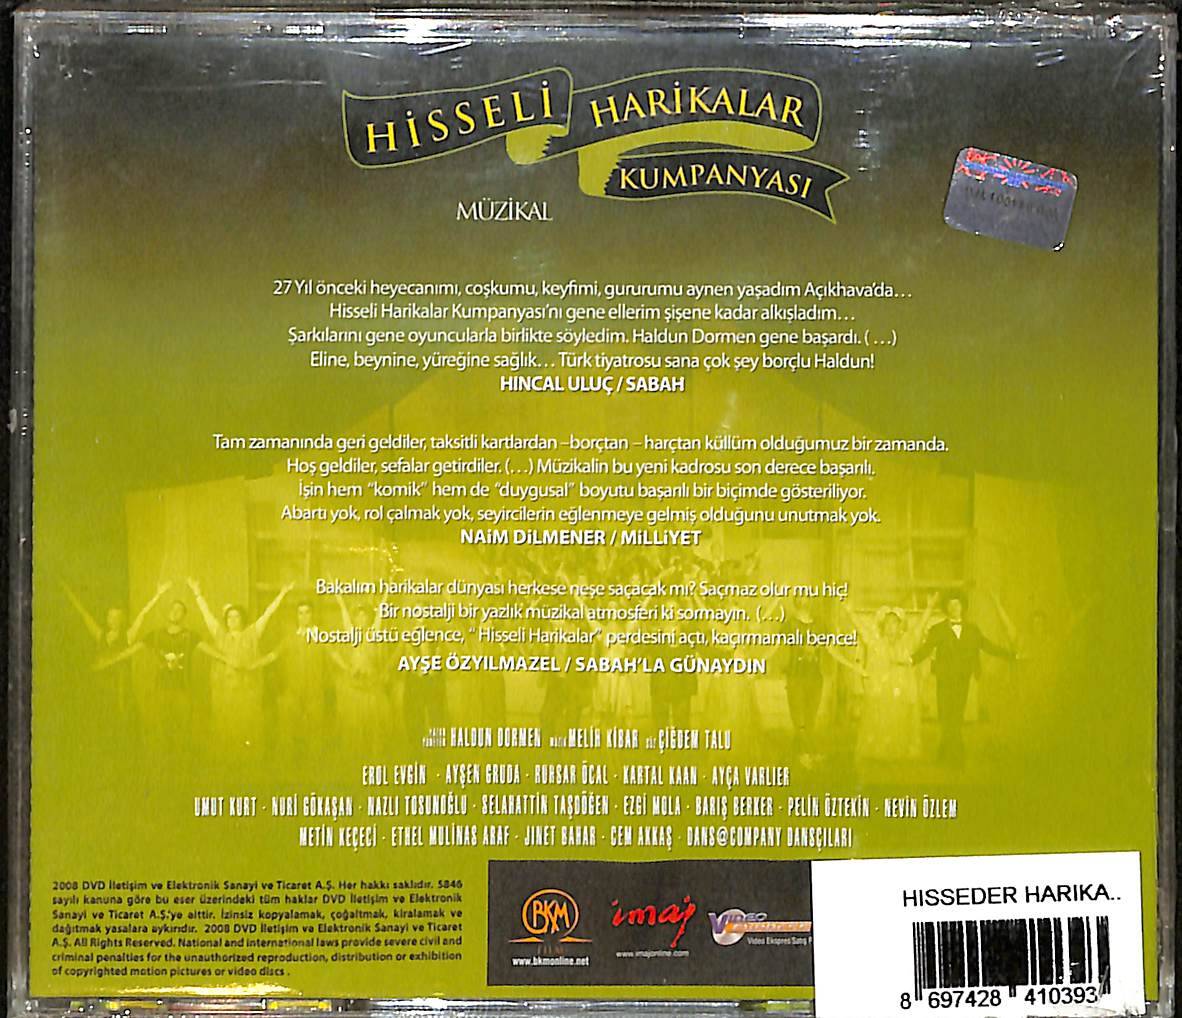 HİSSELİ HARİKALAR
KUMPANYASI
MÜZİKAL
27 Yıl önceki heyecanımı, coşkumu, keyfimi, gururumu aynen yaşadım Açıkhava'da…
Hisseli Harikalar Kumpanyası'nı gene ellerim şişene kadar alkışladım…
Şarkılarını gene oyuncularla birlikte söyledim. Haldun Dormen gene başardı. (…)
Eline, beynine, yüreğine sağlık… Türk tiyatrosu sana çok şey borçlu Haldun!
HINCAL ULUÇ / SABAH
Tam zamanında geri geldiler, taksitli kartlardan –borçtan – harçtan küllüm olduğumuz bir zamanda.
Hoş geldiler, sefalar getirdiler. (…) Müzikalin bu yeni kadrosu son derece başarılı.
İşin hem "komik" hem de "duygusal" boyutu başarılı bir biçimde gösteriliyor.
Abartı yok, rol çalmak yok, seyircilerin eğlenmeye gelmiş olduğunu unutmak yok.
NAİM DİLMENER / MİLLİYET
Bakalım harikalar dünyası herkese neşe saçacak mı? Saçmaz olur mu hiç!
Bir nostalji bir yazlık müzikal atmosferi ki sormayın. (…)
Nostalji üstü eğlence, " Hisseli Harikalar" perdesini açtı, kaçırmamalı bence!
AYŞE ÖZYILMAZEL / SABAH'LA GÜNAYDIN
HALDUN DORMEN MÜZİK MELİH KİBAR SÖZ ÇİĞDEM TALU
EROL EVGİN · AYŞEN GRUDA · RUHSAR ÖCAL · KARTAL KAAN · AYÇA VARLIER
UMUT KURT · NURİ GÖKAŞAN · NAZLI TOSUNOĞLU · SELAHATTİN TAŞDÖĞEN · EZGİ MOLA · BARIŞ BERKER · PELİN ÖZTEKİN · NEVİN ÖZLEM
METİN KEÇECİ · ETHEL MULİNAS ARAF · JINET BAHAR · CEM AKKAŞ · DANS@COMPANY DANSÇILARI
2008 DVD İletişim ve Elektronik Sanayi ve Ticaret A.Ş. Her hakkı saklıdır. 5846
sayılı kanuna göre bu eser üzerindeki tüm haklar DVD İletişim ve Elektronik
Sanayi ve Ticaret A.Ş.'ye aittir. İzinsiz kopyalamak, çoğaltmak, kiralamak ve
dağıtmak yasalara aykırıdır. 2008 DVD İletişim ve Elektronik Sanayi ve Ticaret
A.Ş. All Rights Reserved. National and international laws provide severe civil and
criminal penalties for the unauthorized reproduction, distribution or exhibition
of copyrighted motion pictures or video discs .
BKM
www.bkmonline.net
imaj
www.imajonline.com
VIDEO
Video Ekspres Satış
HISSEDER HARIKA..
8 697428 410393